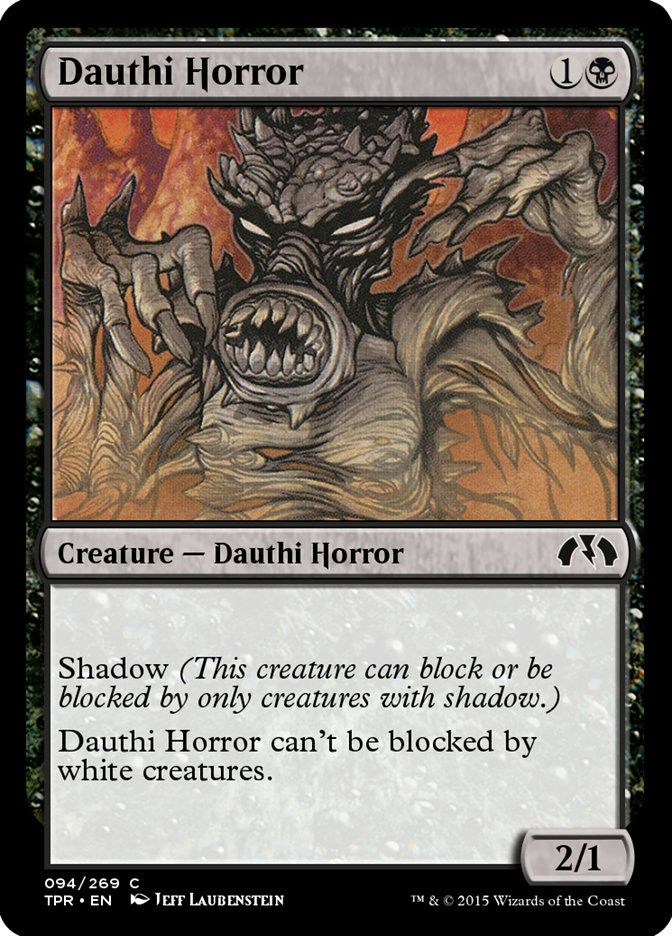 Dauthi Horror 1
Creature — Dauthi Horror
Shadow (This creature can block or be
blocked by only creatures with shadow.)
Dauthi Horror can't be blocked by
white creatures.
2/1
094/269 C
TPR • EN Jeff Laubenstein ™ & © 2015 Wizards of the Coast